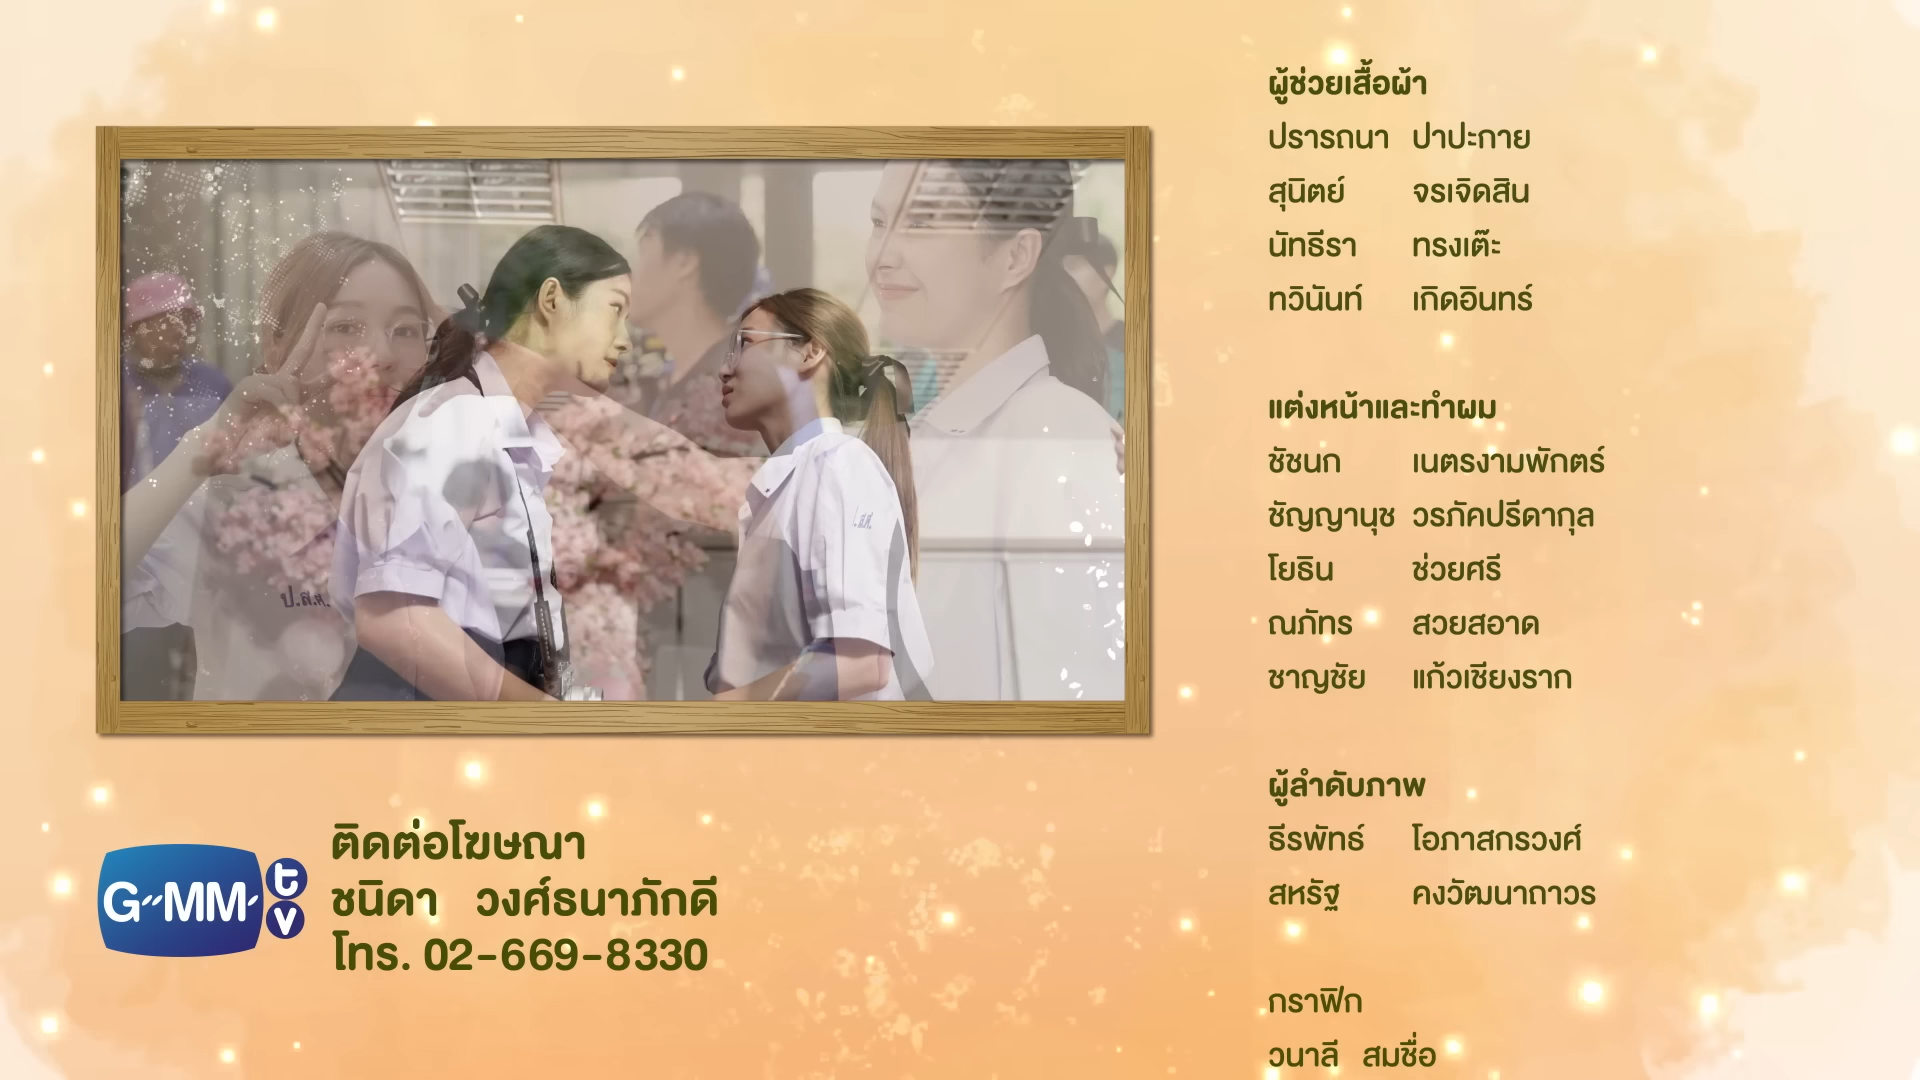 ผู้ช่วยเสื้อผ้า
ปรารถนา ปาปะกาย
สุนิตย์ จรเจิดสิน
นัทธีรา ทรงเต๊ะ
ทวินันท์ เกิดอินทร์
แต่งหน้าและทำผม
ชัชนก เนตรงามพักตร์
ชัญญานุช วรภัคปรีดากุล
โยธิน ช่วยศรี
ณภัทร สวยสอาด
ชาญชัย แก้วเชียงราก
ผู้ลำดับภาพ
ธีรพัทธ์ โอภาสกรวงศ์
สหรัฐ คงวัฒนาถาวร
กราฟิก
วนาลี สมชื่อ
ป.ส.ศ.
GMM tv
ติดต่อโฆษณา
ชนิดา วงศ์ธนาภักดี
โทร. 02-669-8330